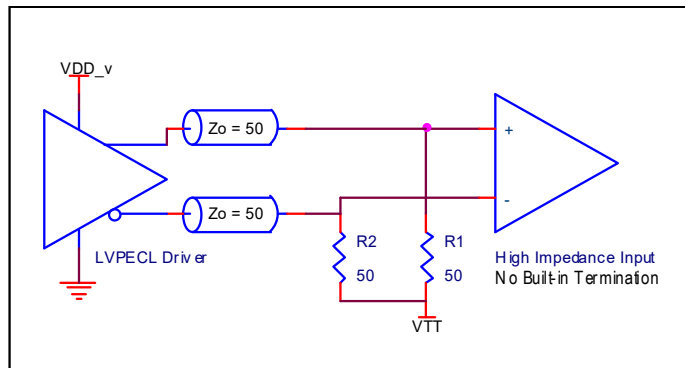 VDD_v
Zo = 50
+
Zo = 50
-
LVPECL Driver
R2
50
R1
50
High Impedance Input
No Built-in Termination
VTT